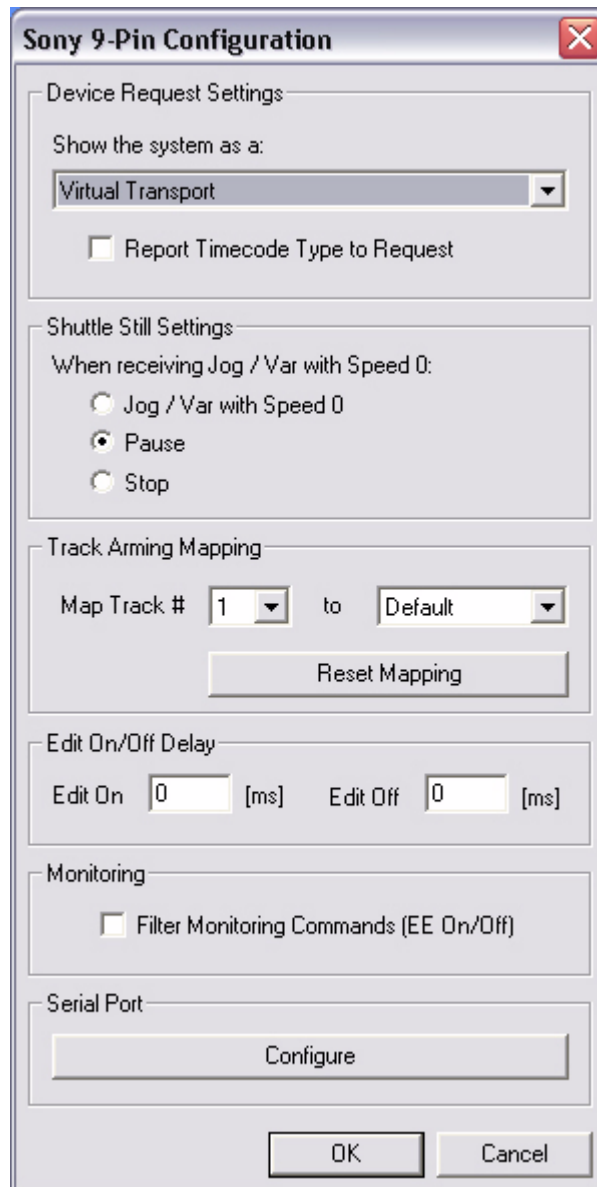 Sony 9-Pin Configuration
Device Request Settings
Show the system as a:
Virtual Transport
Report Timecode Type to Request
Shuttle Still Settings
When receiving Jog / Var with Speed 0:
Jog / Var with Speed 0
Pause
Stop
Track Arming Mapping
Map Track # 1 to Default
Reset Mapping
Edit On/Off Delay
Edit On 0 [ms] Edit Off 0 [ms]
Monitoring
Filter Monitoring Commands (EE On/Off)
Serial Port
Configure
OK Cancel